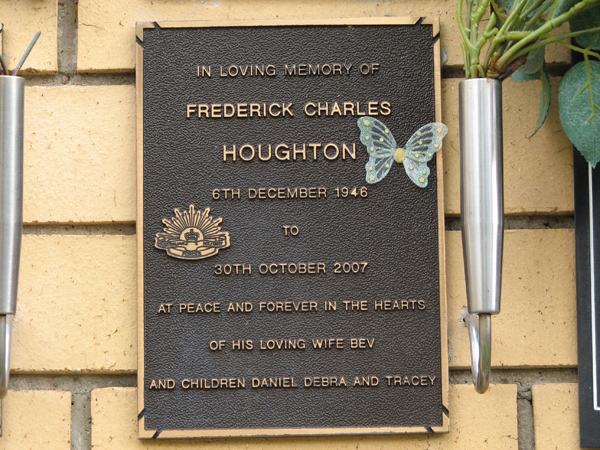 IN LOVING MEMORY OF
FREDERICK CHARLES
HOUGHTON
6TH DECEMBER 1946
TO
30TH OCTOBER 2007
AT PEACE AND FOREVER IN THE HEARTS
OF HIS LOVING WIFE BEV
AND CHILDREN DANIEL DEBRA AND TRACEY